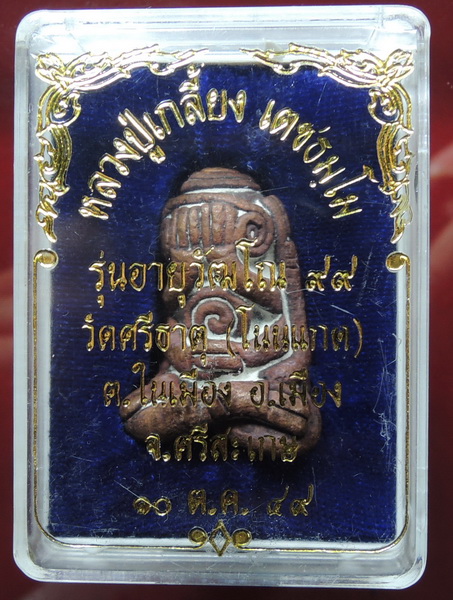 หลวงปู่เกลี้ยง เตชธมฺโม
รุ่นอายุวัฒโณ ๙๙
วัดศรีธาตุ (โนนแกด)
ต.ในเมือง อ.เมือง
จ.ศรีสะเกษ
๑๐ ต.ค. ๔๙